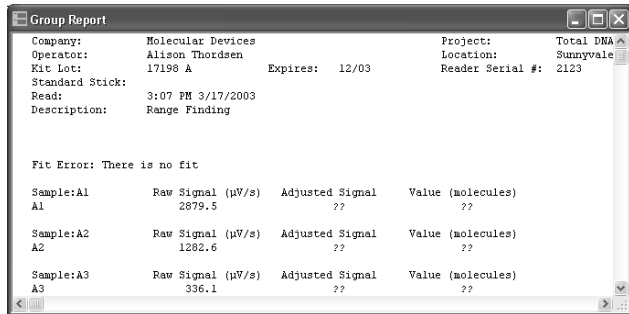 Group Report
Company: Molecular Devices Project: Total DNA
Operator: Alison Thordsen Location: Sunnyvale
Kit Lot: 17198 A Expires: 12/03 Reader Serial #: 2123
Standard Stick:
Read: 3:07 PM 3/17/2003
Description: Range Finding
Fit Error: There is no fit
Sample:A1 Raw Signal (µV/s) Adjusted Signal Value (molecules)
A1 2879.5 ?? ??
Sample:A2 Raw Signal (µV/s) Adjusted Signal Value (molecules)
A2 1282.6 ?? ??
Sample:A3 Raw Signal (µV/s) Adjusted Signal Value (molecules)
A3 336.1 ?? ??